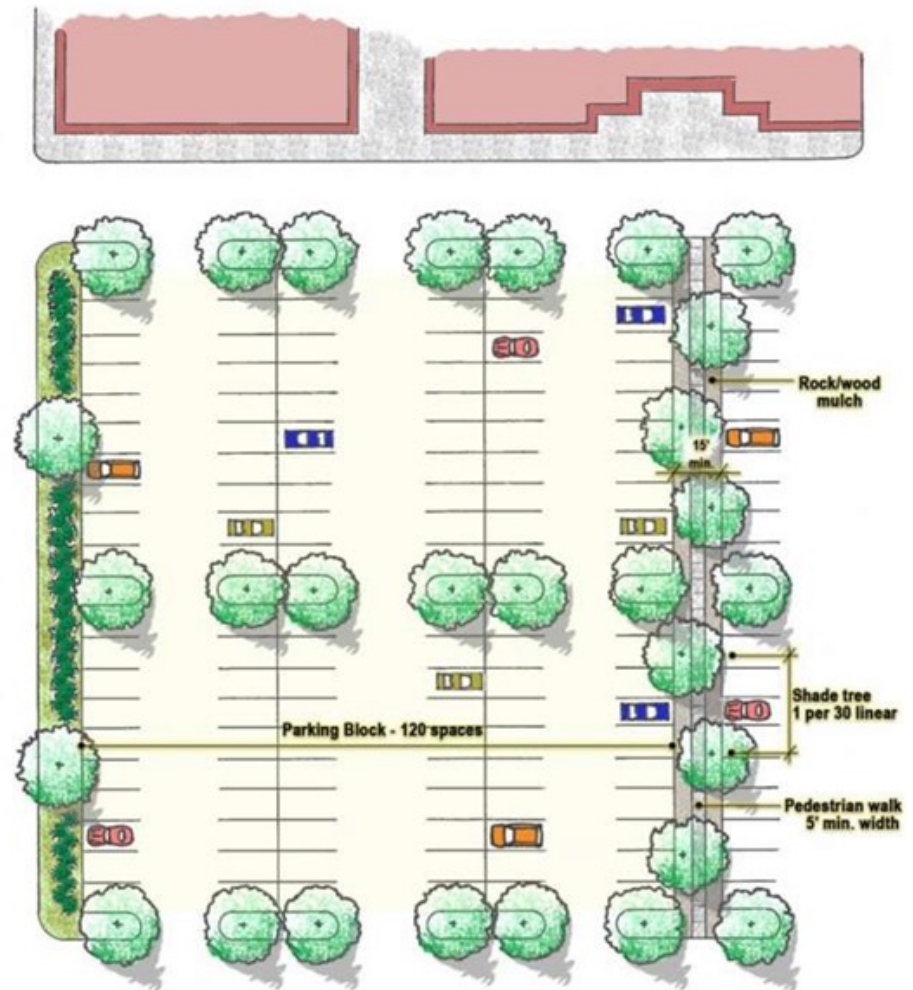 Rock/wood
mulch
15'
min.
Shade tree
1 per 30 linear
Parking Block - 120 spaces
Pedestrian walk
5' min. width